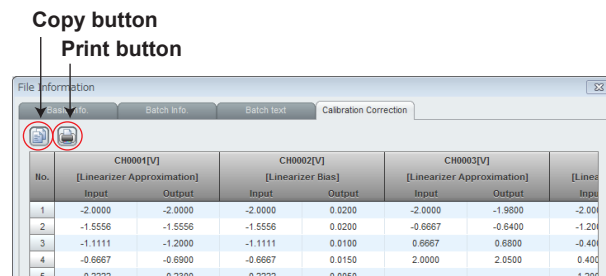 Copy button
Print button
File Information
Basic Info. Batch Info. Batch text Calibration Correction
No. CH0001[V] CH0002[V] CH0003[V]
[Linearizer Approximation] [Linearizer Bias] [Linearizer Approximation]
Input Output Input Output Input Output
1 -2.0000 -2.0000 -2.0000 0.0200 -2.0000 -1.9800
2 -1.5556 -1.5556 -1.5556 0.0200 -0.6667 -0.6400
3 -1.1111 -1.2000 -1.1111 0.0100 0.6667 0.6800
4 -0.6667 -0.6900 -0.6667 0.0150 2.0000 2.0500